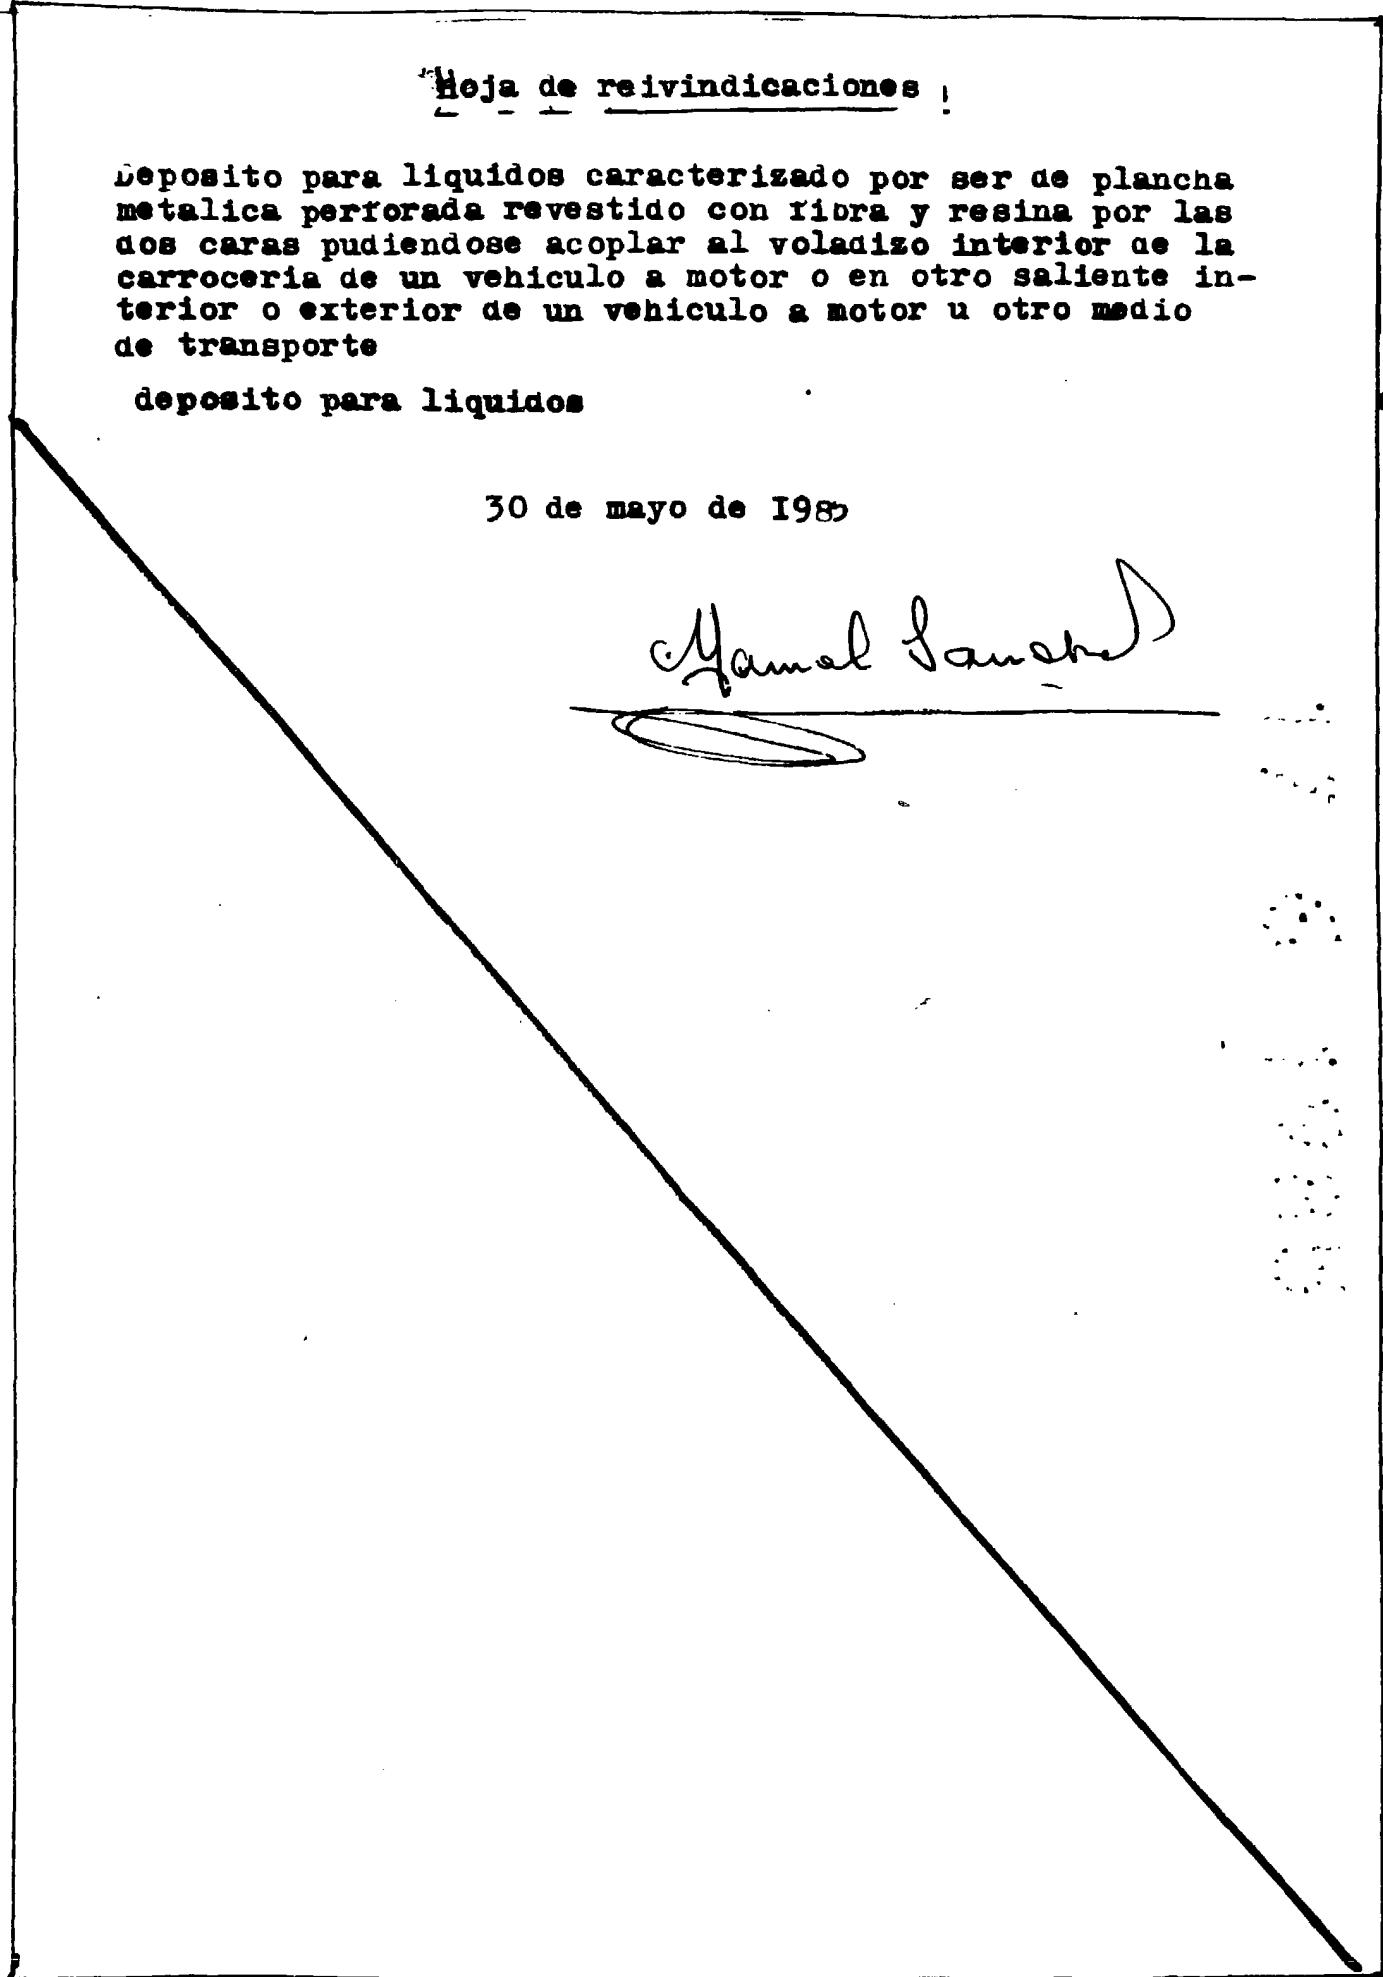 Hoja de reivindicaciones
Deposito para liquidos caracterizado por ser de plancha
metalica perforada revestido con fibra y resina por las
dos caras pudiendose acoplar al voladizo interior de la
carroceria de un vehiculo a motor o en otro saliente in-
terior o exterior de un vehiculo a motor u otro medio
de transporte
deposito para liquidos
30 de mayo de